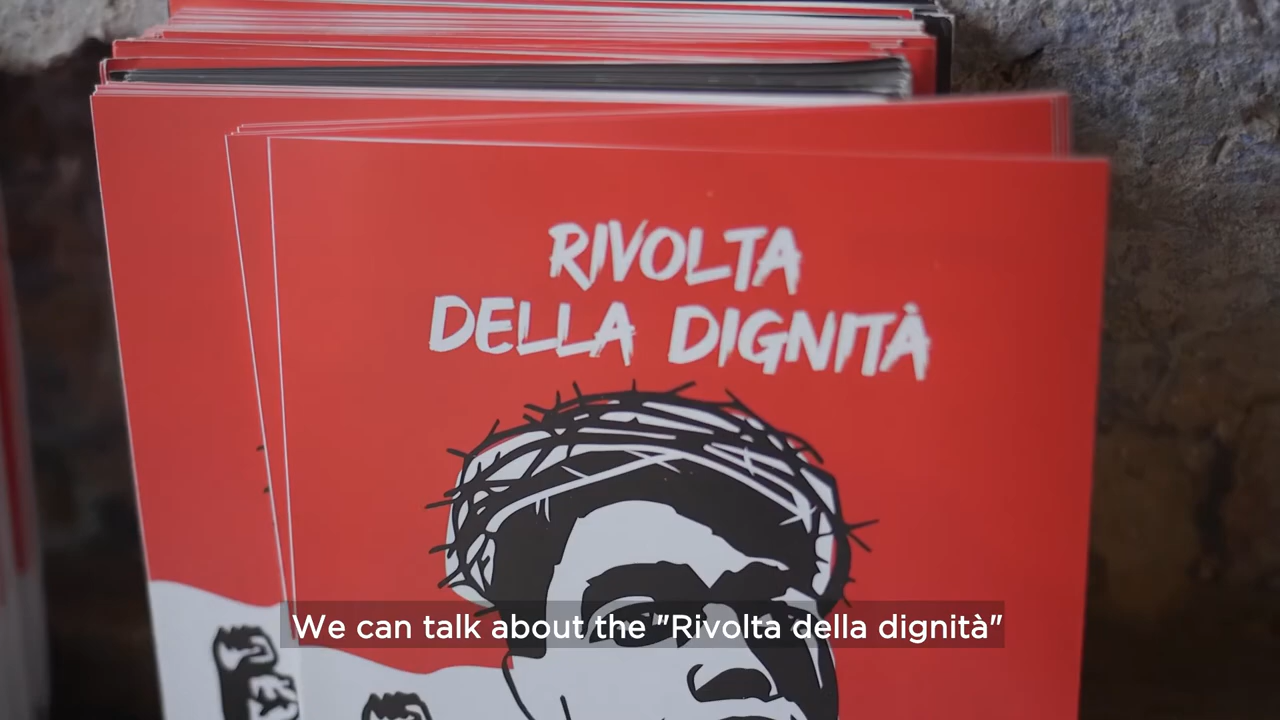 RIVOLTA
DELLA DIGNITÀ
We can talk about the "Rivolta della dignità"